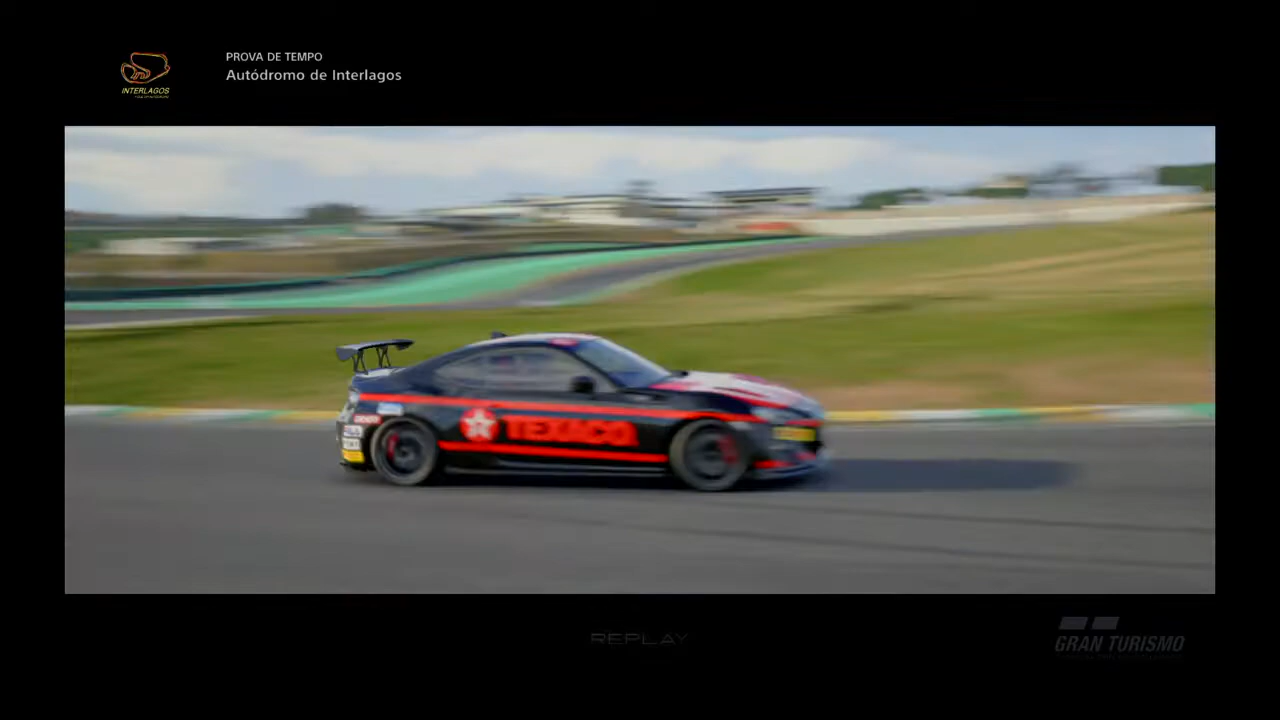 PROVA DE TEMPO
Autódromo de Interlagos
INTERLAGOS
TEXACO
REPLAY
GRAN TURISMO